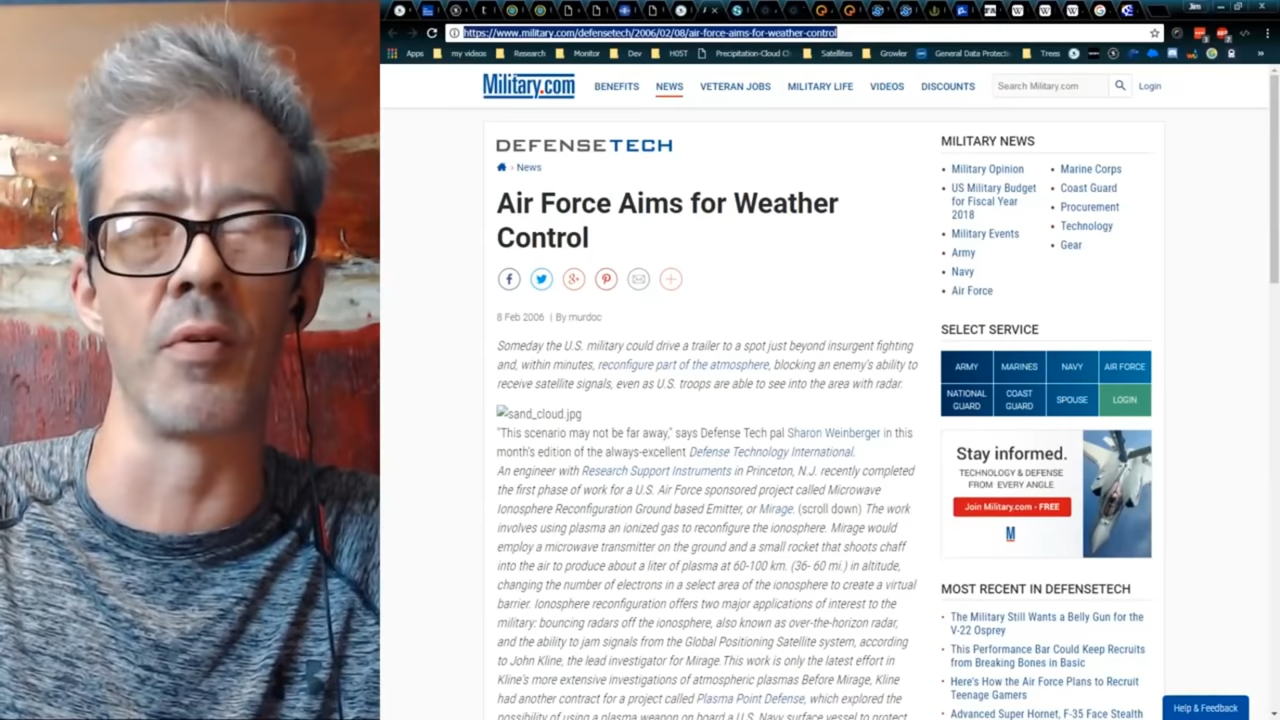 Jim
https://www.military.com/defensetech/2006/02/08/air-force-aims-for-weather-control
Apps
my videos
Research
Monitor
Dev
H05T
Precipitation-Cloud C
Satellites
Growler
General Data Protecti
Trees
Military.com
BENEFITS
NEWS
VETERAN JOBS
MILITARY LIFE
VIDEOS
DISCOUNTS
Search Military.com
Login
DEFENSETECH
› News
Air Force Aims for Weather
Control
8 Feb 2006 | By murdoc
Someday the U.S. military could drive a trailer to a spot just beyond insurgent fighting
and, within minutes, reconfigure part of the atmosphere, blocking an enemy's ability to
receive satellite signals, even as U.S. troops are able to see into the area with radar.
sand_cloud.jpg
"This scenario may not be far away," says Defense Tech pal Sharon Weinberger in this
month's edition of the always-excellent Defense Technology International.
An engineer with Research Support Instruments in Princeton, N.J. recently completed
the first phase of work for a U.S. Air Force sponsored project called Microwave
Ionosphere Reconfiguration Ground based Emitter, or Mirage. (scroll down) The work
involves using plasma an ionized gas to reconfigure the ionosphere. Mirage would
employ a microwave transmitter on the ground and a small rocket that shoots chaff
into the air to produce about a liter of plasma at 60-100 km. (36- 60 mi.) in altitude,
changing the number of electrons in a select area of the ionosphere to create a virtual
barrier. Ionosphere reconfiguration offers two major applications of interest to the
military: bouncing radars off the ionosphere, also known as over-the-horizon radar,
and the ability to jam signals from the Global Positioning Satellite system, according
to John Kline, the lead investigator for Mirage.This work is only the latest effort in
Kline's more extensive investigations of atmospheric plasmas Before Mirage, Kline
had another contract for a project called Plasma Point Defense, which explored the
possibility of using a plasma weapon on board a U.S. Navy surface vessel to protect
MILITARY NEWS
Military Opinion
US Military Budget
for Fiscal Year
2018
Military Events
Army
Navy
Air Force
Marine Corps
Coast Guard
Procurement
Technology
Gear
SELECT SERVICE
ARMY
MARINES
NAVY
AIR FORCE
NATIONAL
GUARD
COAST
GUARD
SPOUSE
LOGIN
Stay informed.
TECHNOLOGY & DEFENSE
FROM EVERY ANGLE
Join Military.com - FREE
M
MOST RECENT IN DEFENSETECH
The Military Still Wants a Belly Gun for the
V-22 Osprey
This Performance Bar Could Keep Recruits
from Breaking Bones in Basic
Here's How the Air Force Plans to Recruit
Teenage Gamers
Advanced Super Hornet, F-35 Face Stealth
Help & Feedback